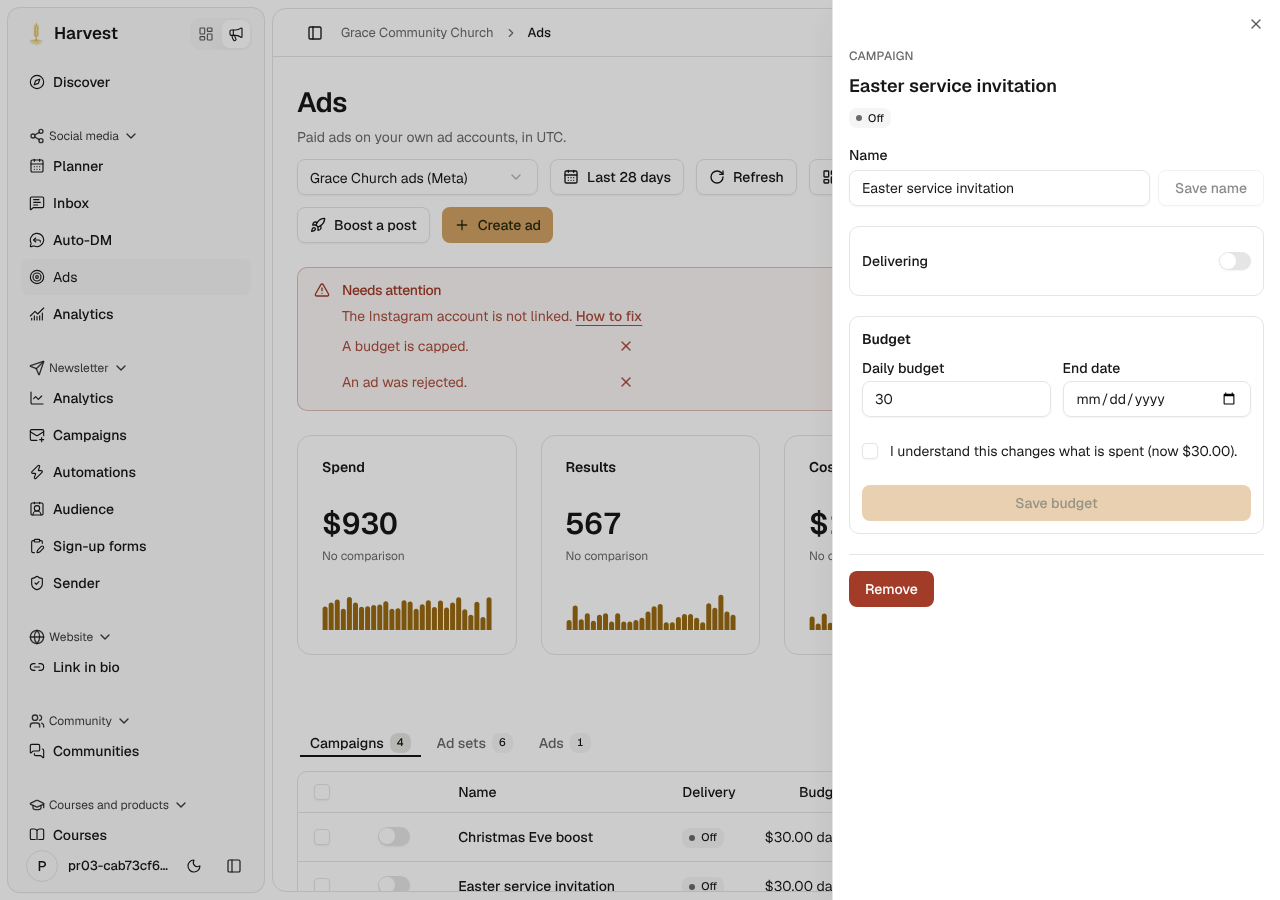 Harvest
Discover
Social media
Planner
Inbox
Auto-DM
Ads
Analytics
Newsletter
Analytics
Campaigns
Automations
Audience
Sign-up forms
Sender
Website
Link in bio
Community
Communities
Courses and products
Courses
P pr03-cab73cf6...
Grace Community Church > Ads
Ads
Paid ads on your own ad accounts, in UTC.
Grace Church ads (Meta)
Last 28 days
Refresh
Boost a post
+ Create ad
Needs attention
The Instagram account is not linked. How to fix
A budget is capped.
An ad was rejected.
Spend
$930
No comparison
Results
567
No comparison
Campaigns 4
Ad sets 6
Ads 1
Name Delivery
Christmas Eve boost Off $30.00
Easter service invitation Off $30.00
CAMPAIGN
Easter service invitation
Off
Name
Easter service invitation
Save name
Delivering
Budget
Daily budget
30
End date
mm/dd/yyyy
I understand this changes what is spent (now $30.00).
Save budget
Remove